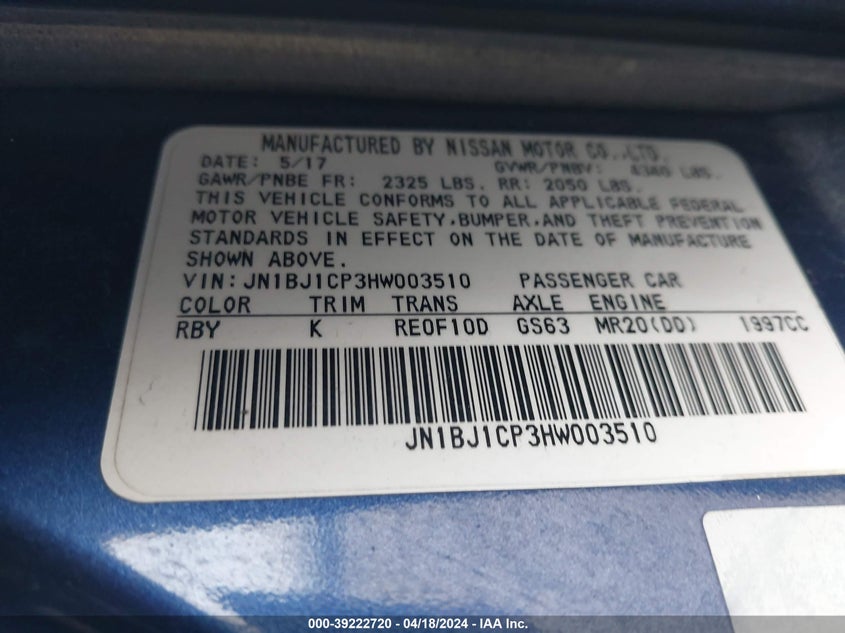 MANUFACTURED BY NISSAN MOTOR CO.,LTD.
DATE: 5/17 GVWR/PNBV: 4360 LBS.
GAWR/PNBE FR: 2325 LBS. RR: 2050 LBS.
THIS VEHICLE CONFORMS TO ALL APPLICABLE FEDERAL
MOTOR VEHICLE SAFETY,BUMPER,AND THEFT PREVENTION
STANDARDS IN EFFECT ON THE DATE OF MANUFACTURE
SHOWN ABOVE.
VIN: JN1BJ1CP3HW003510 PASSENGER CAR
COLOR TRIM TRANS AXLE ENGINE
RBY K RE0F10D GS63 MR20(DD) 1997CC
JN1BJ1CP3HW003510
000-39222720 - 04/18/2024 - IAA Inc.